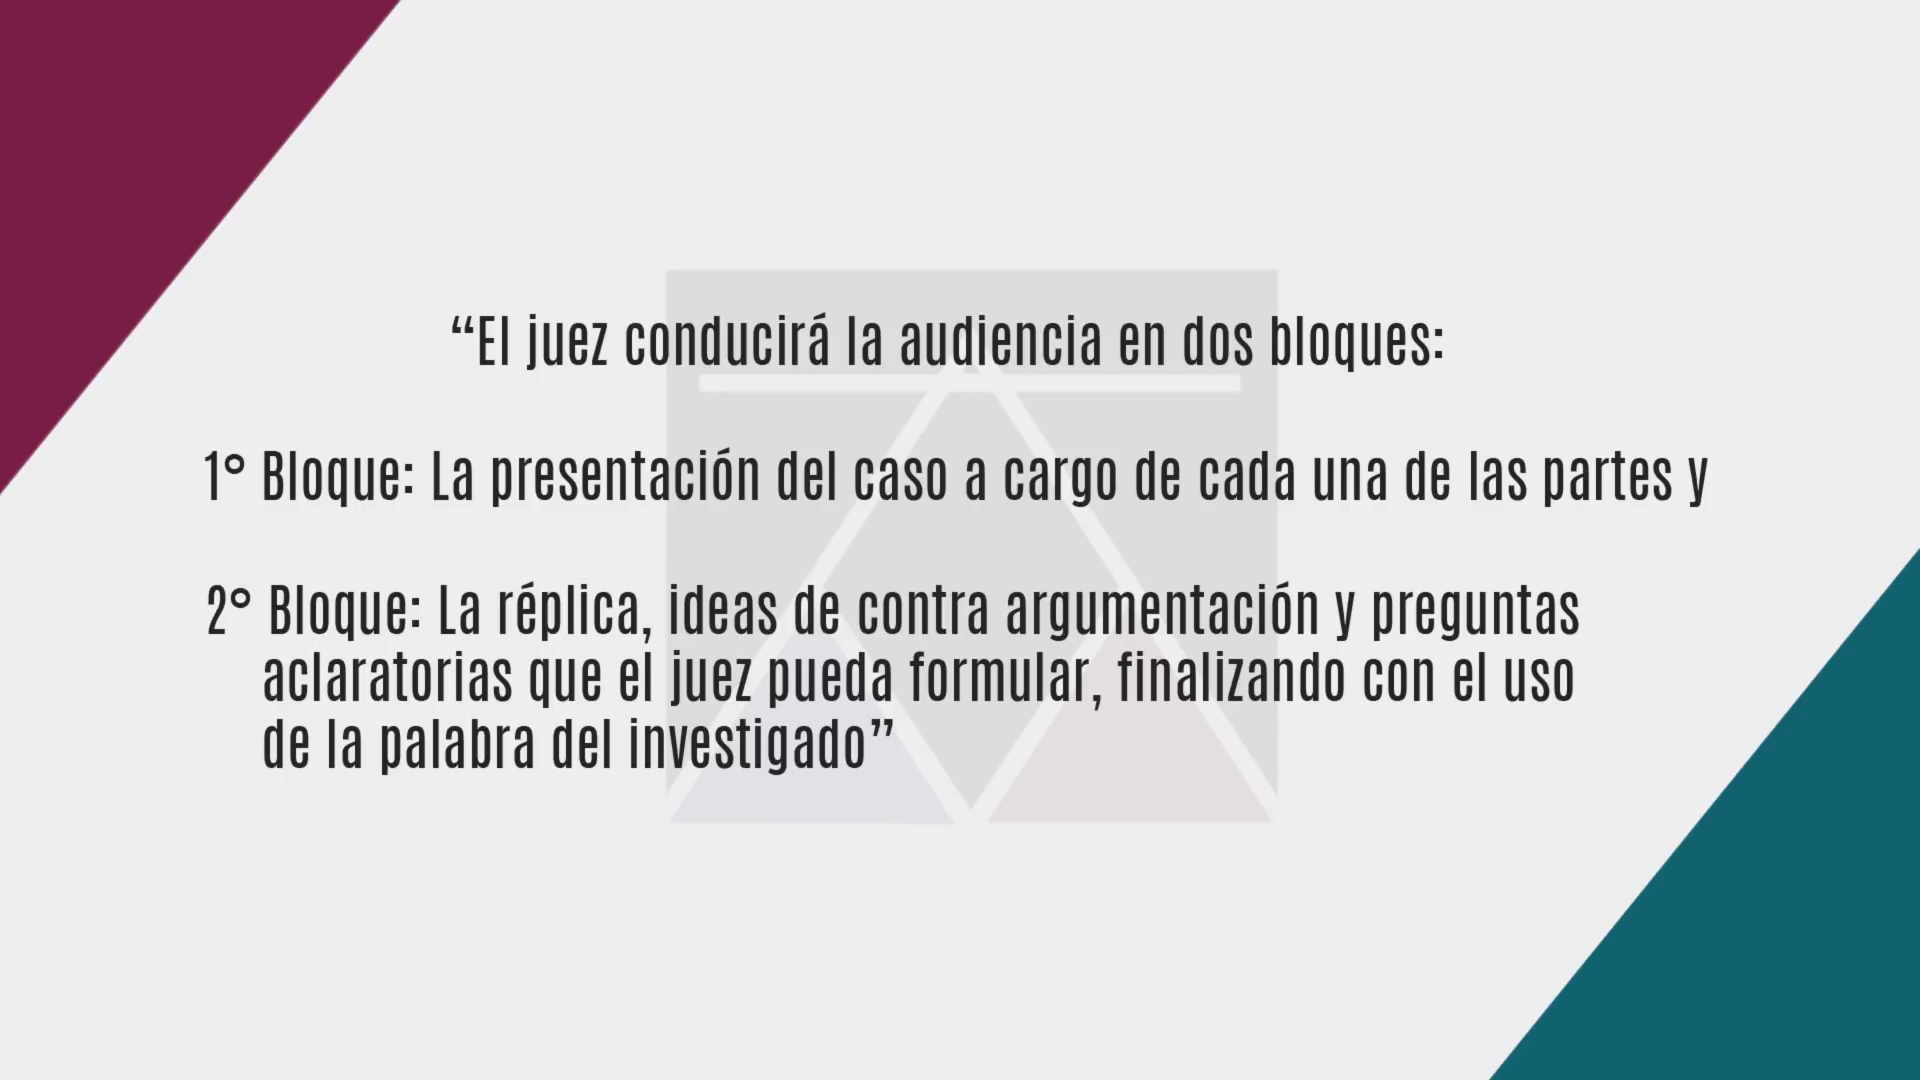 “El juez conducirá la audiencia en dos bloques:
1° Bloque: La presentación del caso a cargo de cada una de las partes y
2° Bloque: La réplica, ideas de contra argumentación y preguntas
aclaratorias que el juez pueda formular, finalizando con el uso
de la palabra del investigado”